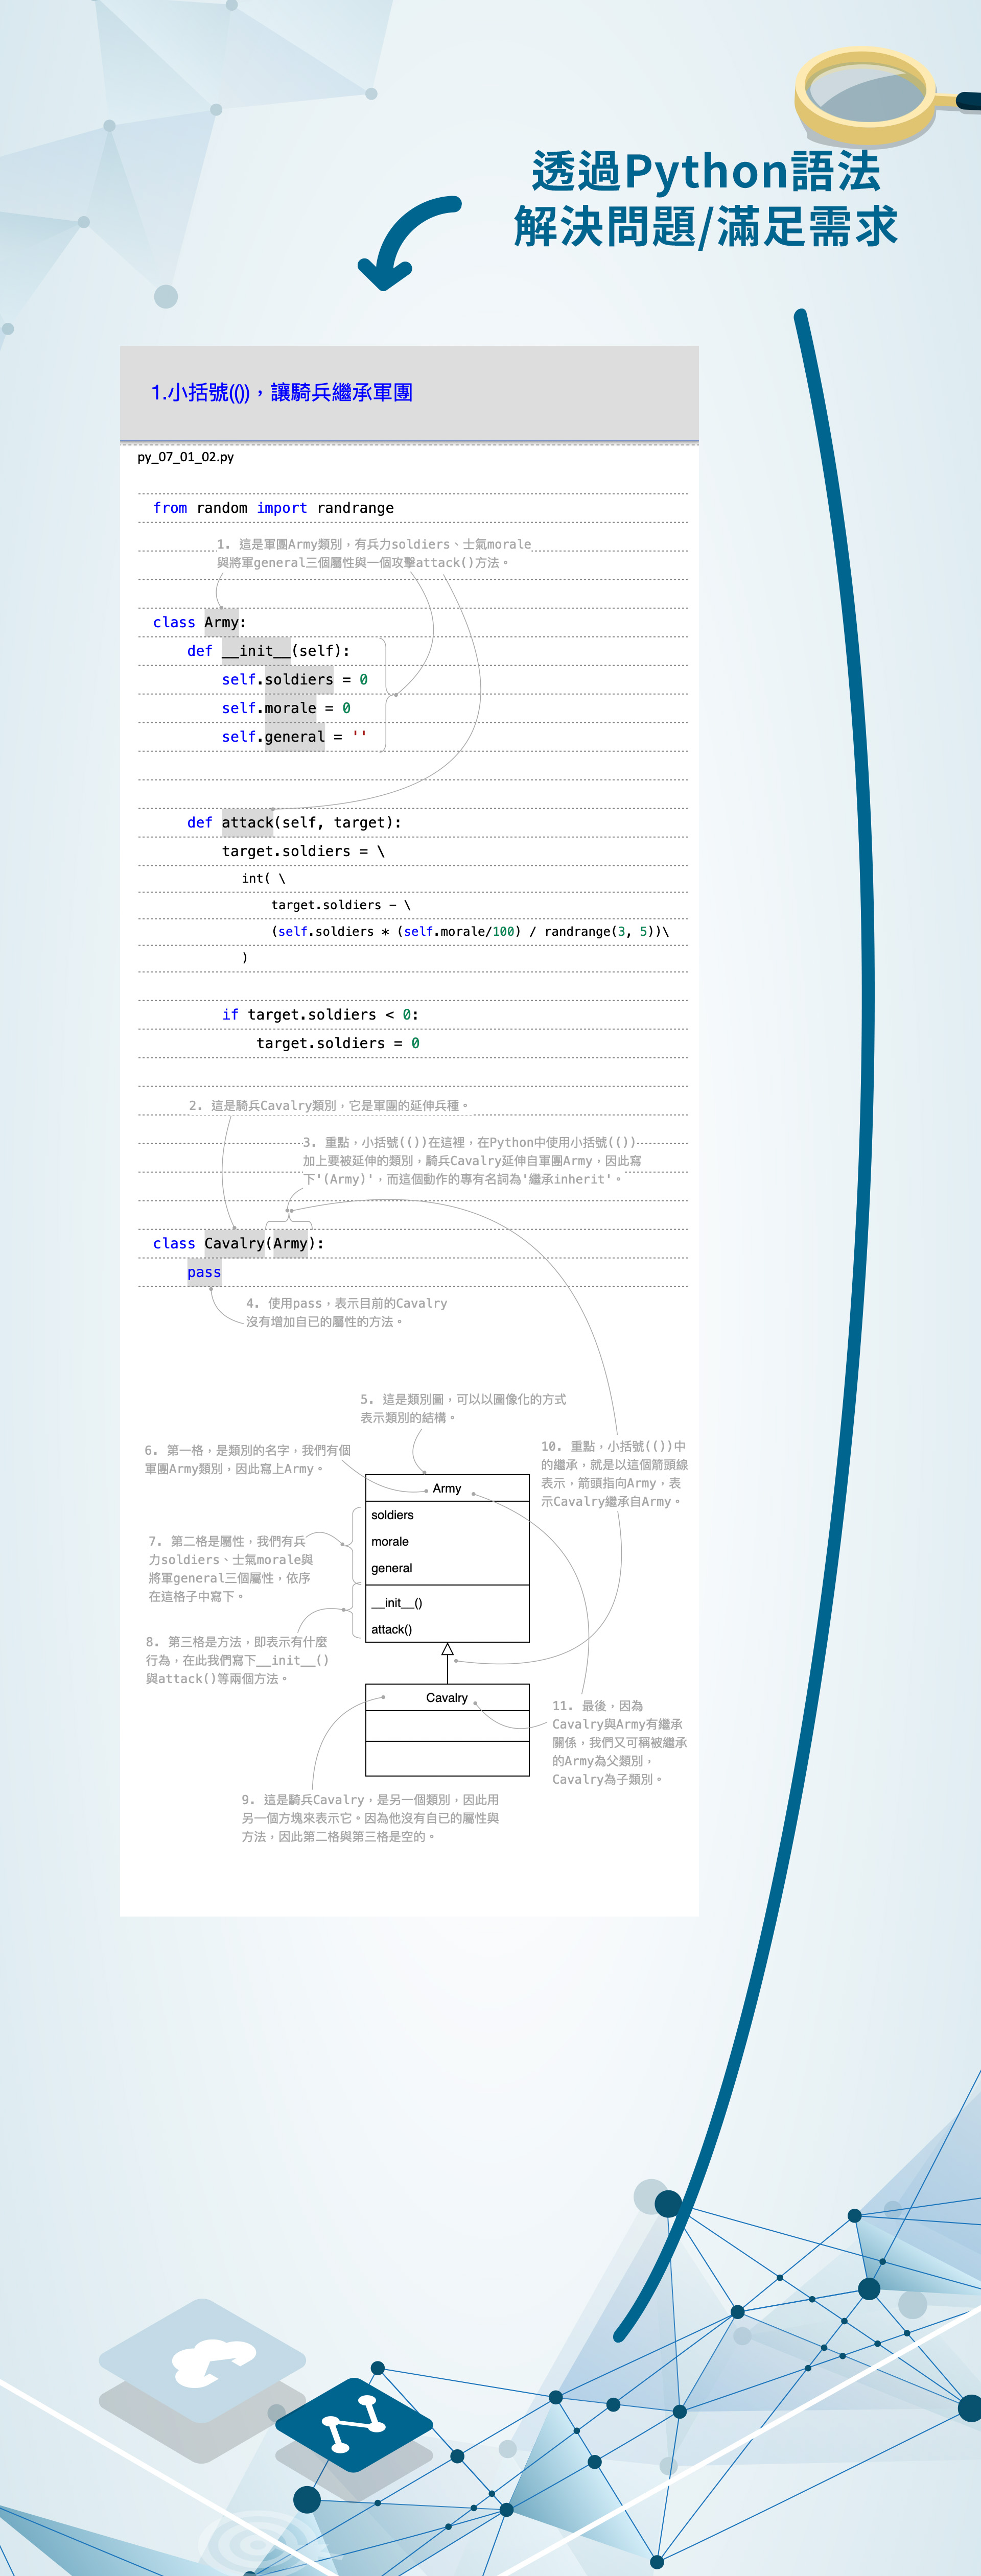 透過Python語法
解決問題/滿足需求
1.小括號(()),讓騎兵繼承軍團
py_07_01_02.py
from random import randrange
1. 這是軍團Army類別,有兵力soldiers、士氣morale
與將軍general三個屬性與一個攻擊attack()方法。
class Army:
def __init__(self):
self.soldiers = 0
self.morale = 0
self.general = ''
def attack(self, target):
target.soldiers = \
int( \
target.soldiers - \
(self.soldiers * (self.morale/100) / randrange(3, 5))\
)
if target.soldiers < 0:
target.soldiers = 0
2. 這是騎兵Cavalry類別,它是軍團的延伸兵種。
3. 重點,小括號(())在這裡,在Python中使用小括號(())
加上要被延伸的類別,騎兵Cavalry延伸自軍團Army,因此寫
下'(Army)',而這個動作的專有名詞為'繼承inherit'。
class Cavalry(Army):
pass
4. 使用pass,表示目前的Cavalry
沒有增加自已的屬性的方法。
5. 這是類別圖,可以以圖像化的方式
表示類別的結構。
6. 第一格,是類別的名字,我們有個
軍團Army類別,因此寫上Army。
10. 重點,小括號(())中
的繼承,就是以這個箭頭線
表示,箭頭指向Army,表
示Cavalry繼承自Army。
Army
soldiers
morale
general
__init__()
attack()
7. 第二格是屬性,我們有兵
力soldiers、士氣morale與
將軍general三個屬性,依序
在這格子中寫下。
8. 第三格是方法,即表示有什麼
行為,在此我們寫下__init__()
與attack()等兩個方法。
Cavalry
11. 最後,因為
Cavalry與Army有繼承
關係,我們又可稱被繼承
的Army為父類別,
Cavalry為子類別。
9. 這是騎兵Cavalry,是另一個類別,因此用
另一個方塊來表示它。因為他沒有自已的屬性與
方法,因此第二格與第三格是空的。